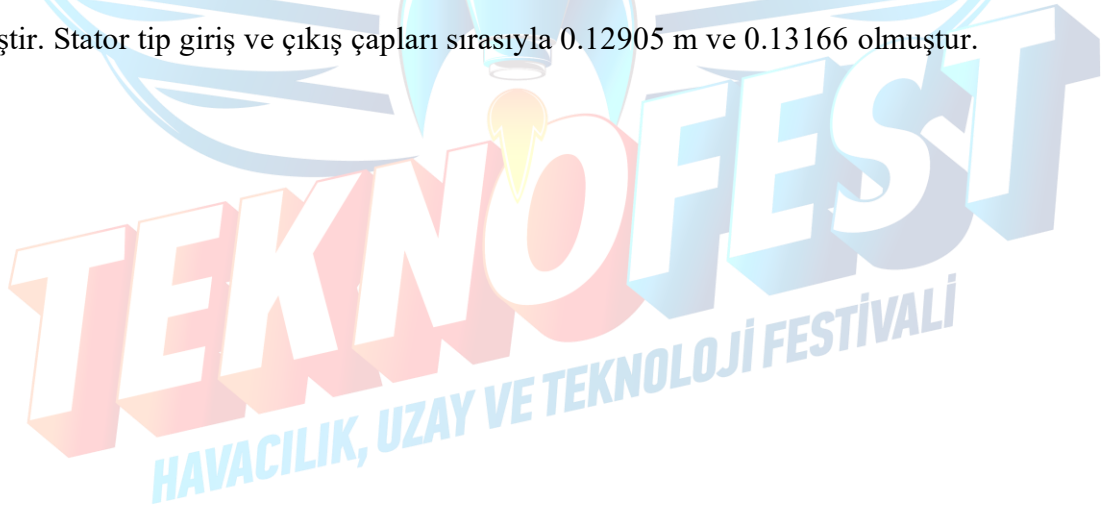 ştir. Stator tip giriş ve çıkış çapları sırasıyla 0.12905 m ve 0.13166 olmuştur.
TEKNOFEST
HAVACILIK, UZAY VE TEKNOLOJİ FESTİVALİ